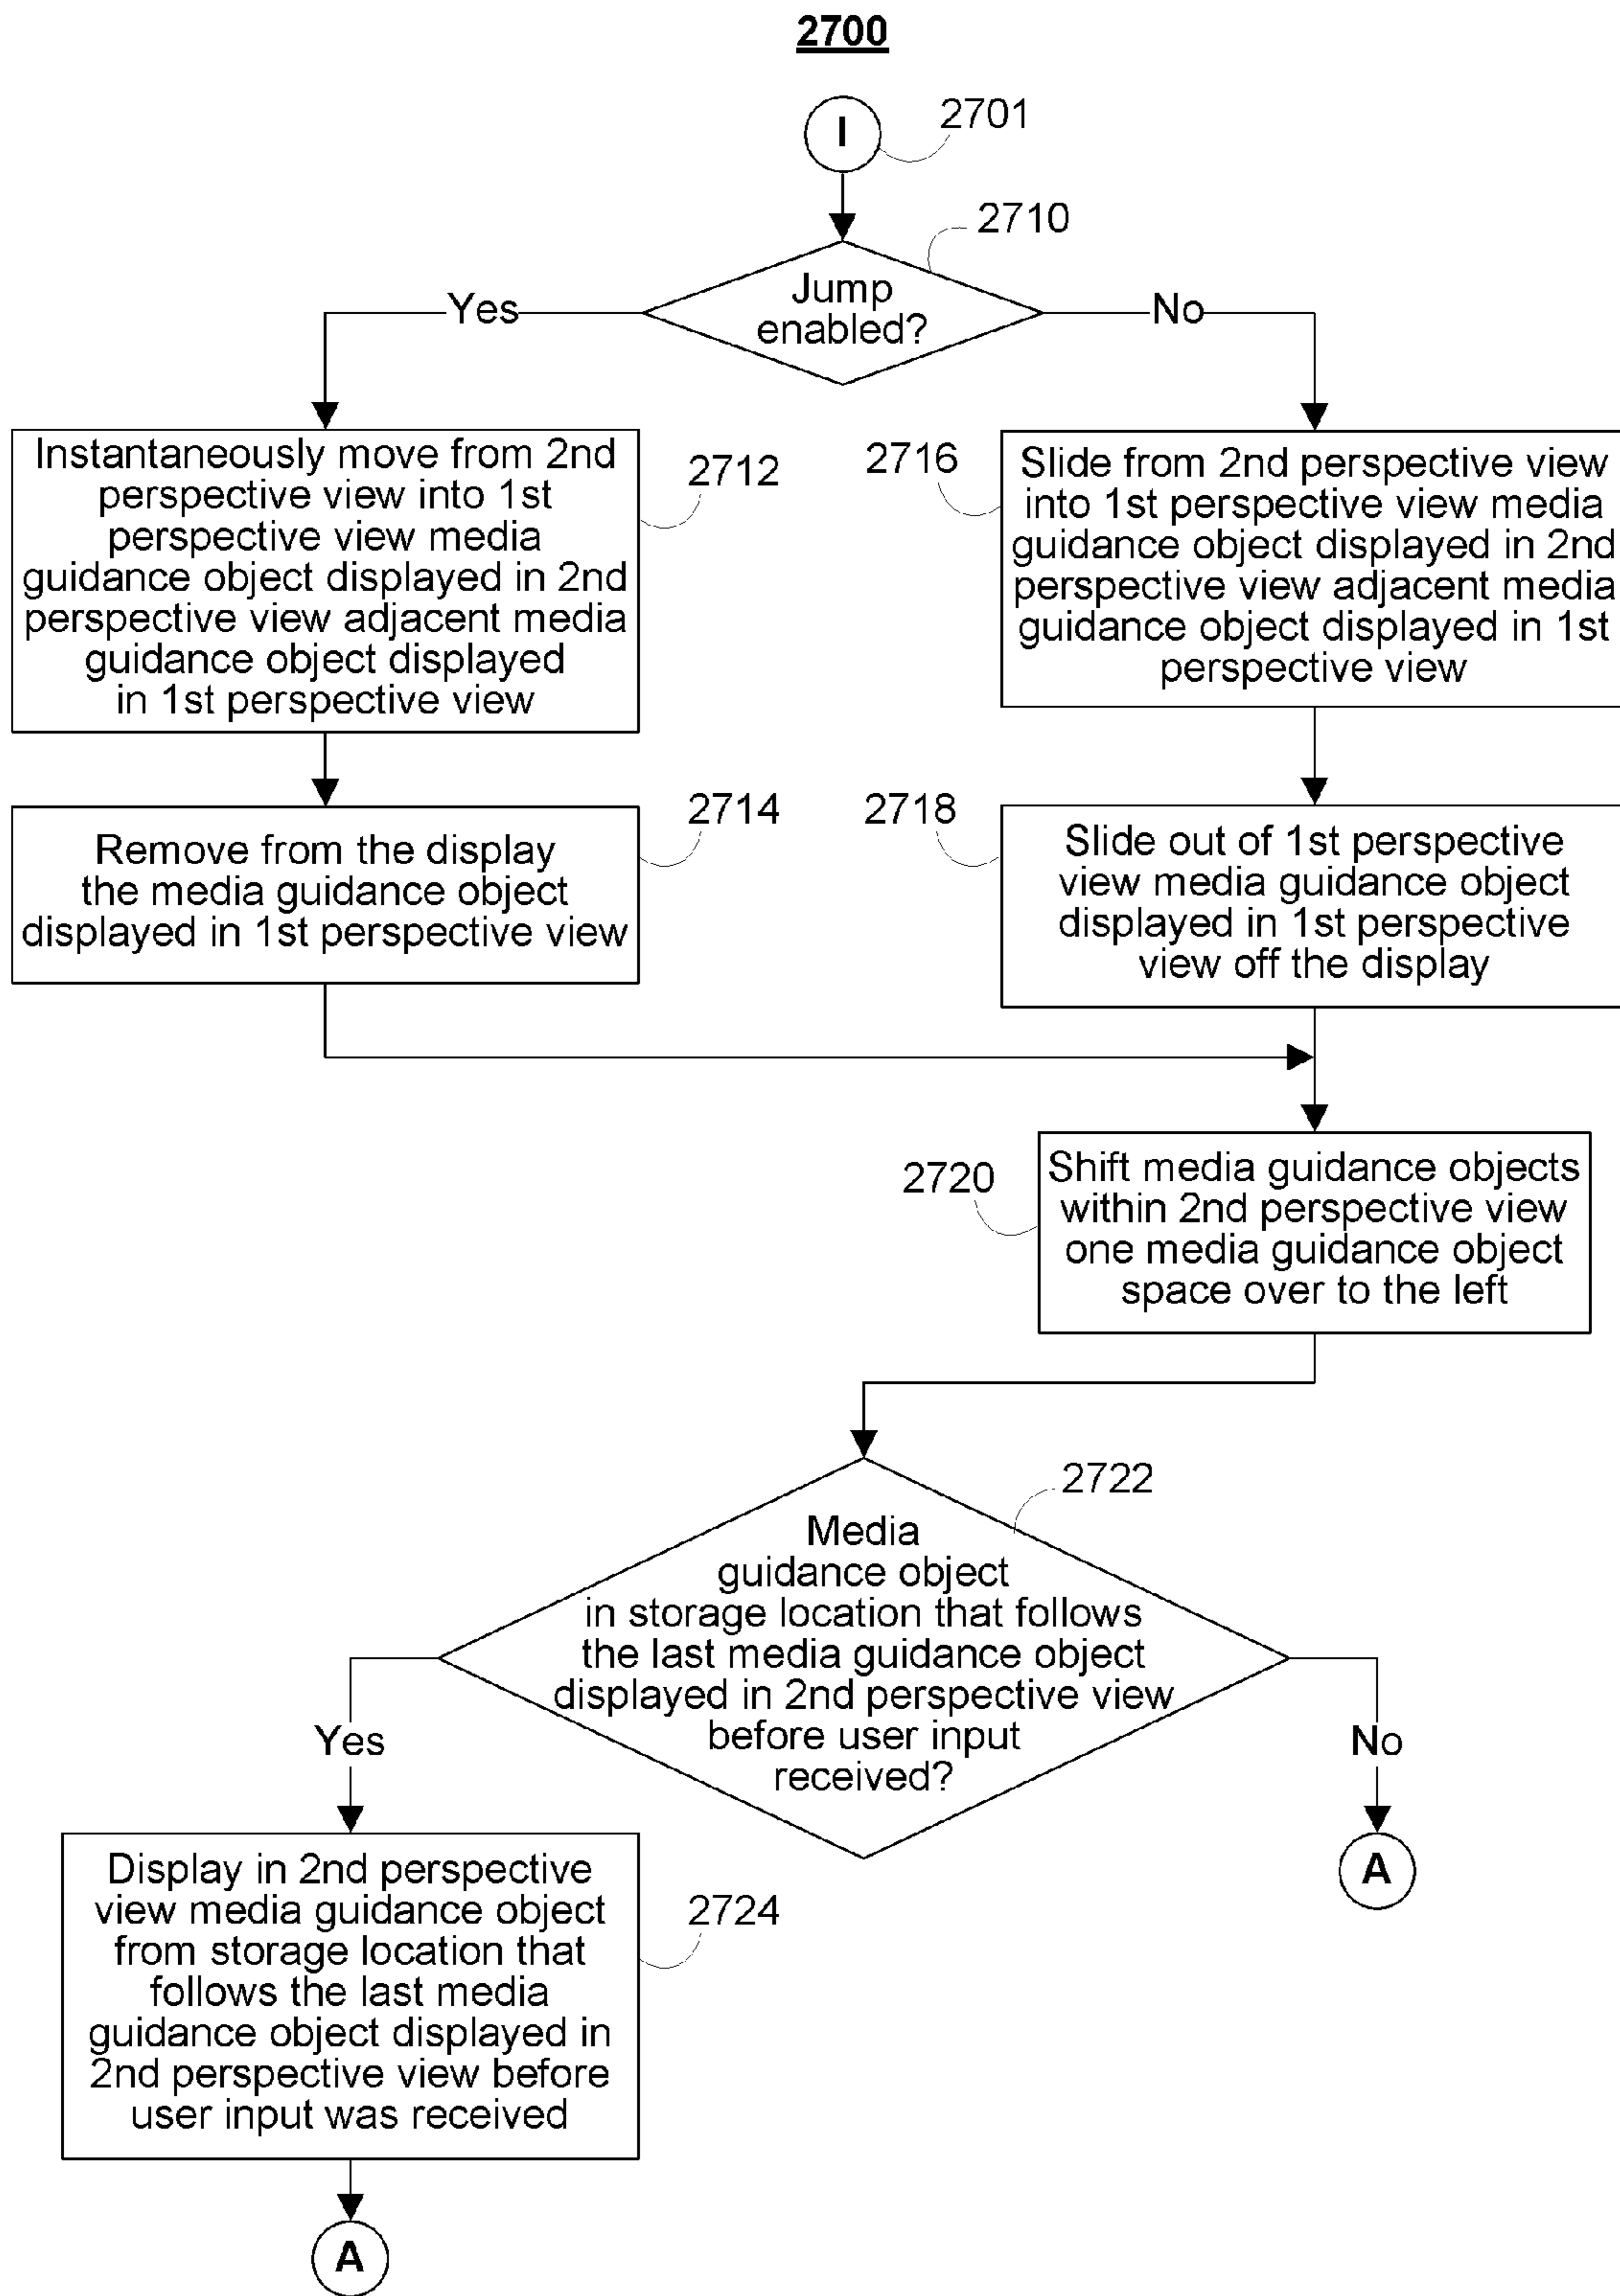 2700
I
2701
2710
Jump
enabled?
Yes
No
Instantaneously move from 2nd
perspective view into 1st
perspective view media
guidance object displayed in 2nd
perspective view adjacent media
guidance object displayed
in 1st perspective view
2712
2716
Slide from 2nd perspective view
into 1st perspective view media
guidance object displayed in 2nd
perspective view adjacent media
guidance object displayed in 1st
perspective view
Remove from the display
the media guidance object
displayed in 1st perspective view
2714
2718
Slide out of 1st perspective
view media guidance object
displayed in 1st perspective
view off the display
2720
Shift media guidance objects
within 2nd perspective view
one media guidance object
space over to the left
2722
Media
guidance object
in storage location that follows
the last media guidance object
displayed in 2nd perspective view
before user input
received?
Yes
No
A
Display in 2nd perspective
view media guidance object
from storage location that
follows the last media
guidance object displayed in
2nd perspective view before
user input was received
2724
A